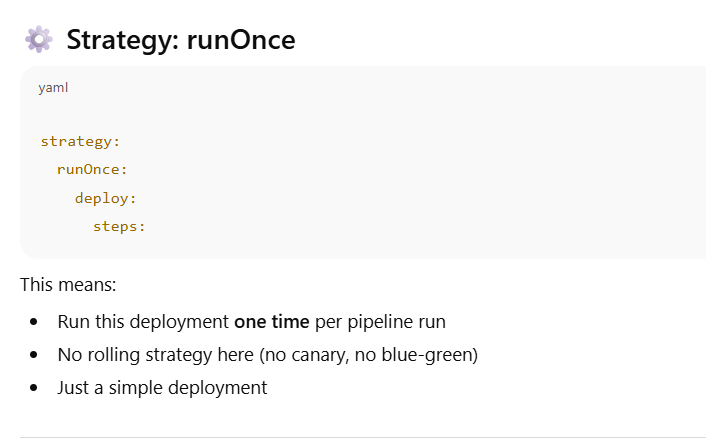 Strategy: runOnce
yaml
strategy:
runOnce:
deploy:
steps:
This means:
Run this deployment one time per pipeline run
No rolling strategy here (no canary, no blue-green)
Just a simple deployment